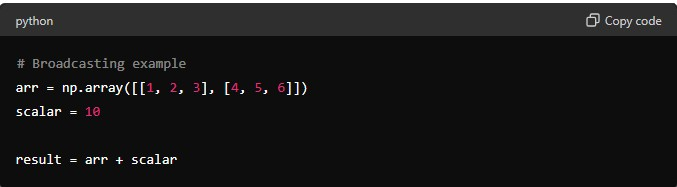 python
Copy code
# Broadcasting example
arr = np.array([[1, 2, 3], [4, 5, 6]])
scalar = 10
result = arr + scalar